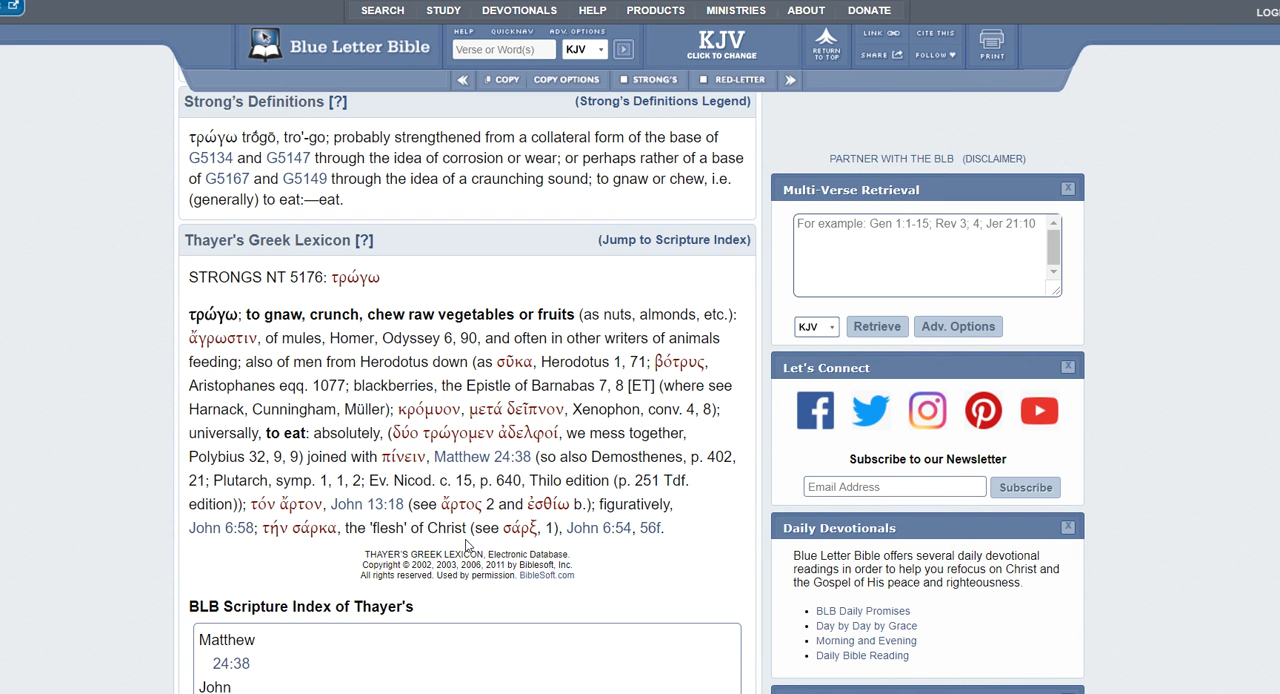 SEARCH STUDY DEVOTIONALS HELP PRODUCTS MINISTRIES ABOUT DONATE
Blue Letter Bible
HELP QUICKNAV ADV. OPTIONS
Verse or Word(s) KJV
KJV
CLICK TO CHANGE
RETURN
TO TOP
LINK CITE THIS
SHARE FOLLOW
PRINT
COPY COPY OPTIONS STRONG'S RED-LETTER
Strong's Definitions [?] (Strong's Definitions Legend)
τρώγω trṓgō, tro'-go; probably strengthened from a collateral form of the base of
G5134 and G5147 through the idea of corrosion or wear; or perhaps rather of a base
of G5167 and G5149 through the idea of a craunching sound; to gnaw or chew, i.e.
(generally) to eat:—eat.
Thayer's Greek Lexicon [?] (Jump to Scripture Index)
STRONGS NT 5176: τρώγω
τρώγω; to gnaw, crunch, chew raw vegetables or fruits (as nuts, almonds, etc.):
ἄγρωστιν, of mules, Homer, Odyssey 6, 90, and often in other writers of animals
feeding; also of men from Herodotus down (as σῦκα, Herodotus 1, 71; βότρυς,
Aristophanes eqq. 1077; blackberries, the Epistle of Barnabas 7, 8 [ET] (where see
Harnack, Cunningham, Müller); κρόμυον, μετά δεῖπνον, Xenophon, conv. 4, 8);
universally, to eat: absolutely, (δύο τρώγομεν ἀδελφοί, we mess together,
Polybius 32, 9, 9) joined with πίνειν, Matthew 24:38 (so also Demosthenes, p. 402,
21; Plutarch, symp. 1, 1, 2; Ev. Nicod. c. 15, p. 640, Thilo edition (p. 251 Tdf.
edition)); τόν ἄρτον, John 13:18 (see ἄρτος 2 and ἐσθίω b.); figuratively,
John 6:58; τήν σάρκα, the 'flesh' of Christ (see σάρξ, 1), John 6:54, 56f.
THAYER'S GREEK LEXICON, Electronic Database.
Copyright © 2002, 2003, 2006, 2011 by Biblesoft, Inc.
All rights reserved. Used by permission. BibleSoft.com
BLB Scripture Index of Thayer's
Matthew
24:38
John
PARTNER WITH THE BLB (DISCLAIMER)
Multi-Verse Retrieval X
For example: Gen 1:1-15; Rev 3; 4; Jer 21:10
KJV Retrieve Adv. Options
Let's Connect X
Subscribe to our Newsletter
Email Address Subscribe
Daily Devotionals X
Blue Letter Bible offers several daily devotional
readings in order to help you refocus on Christ and
the Gospel of His peace and righteousness.
BLB Daily Promises
Day by Day by Grace
Morning and Evening
Daily Bible Reading